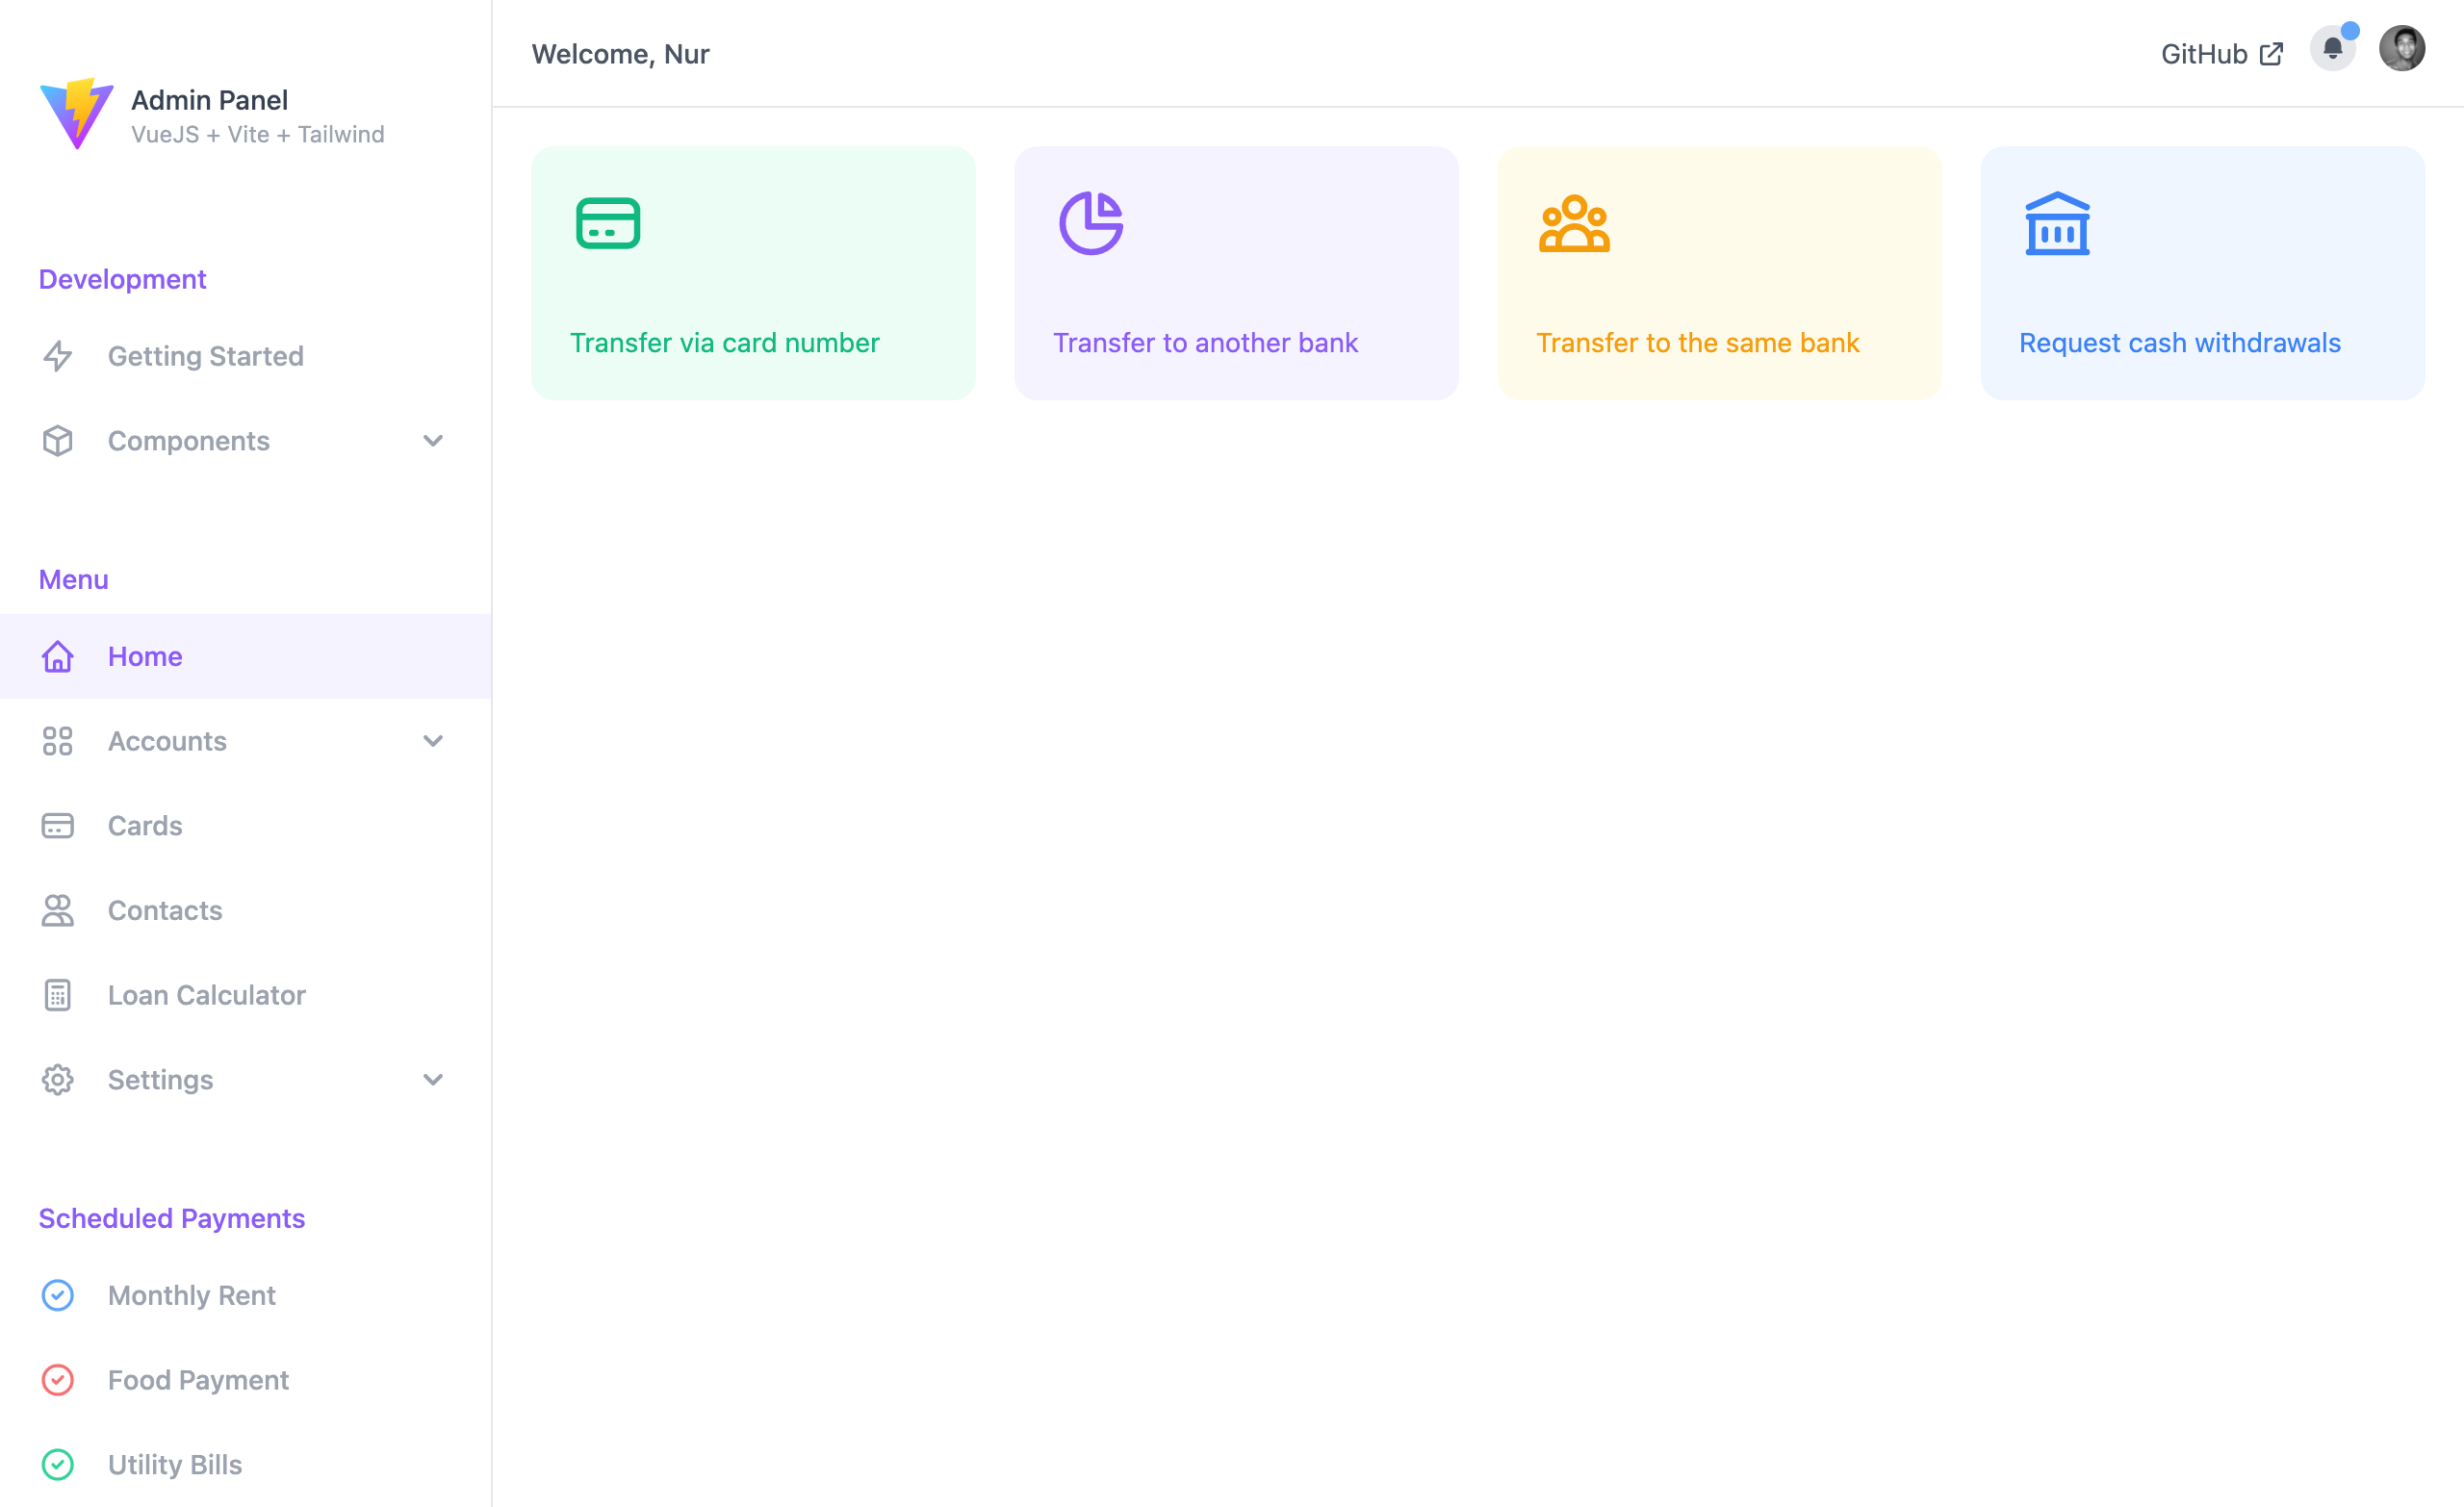 Admin Panel
VueJS + Vite + Tailwind
Development
Getting Started
Components
Menu
Home
Accounts
Cards
Contacts
Loan Calculator
Settings
Scheduled Payments
Monthly Rent
Food Payment
Utility Bills
Welcome, Nur
GitHub
Transfer via card number
Transfer to another bank
Transfer to the same bank
Request cash withdrawals